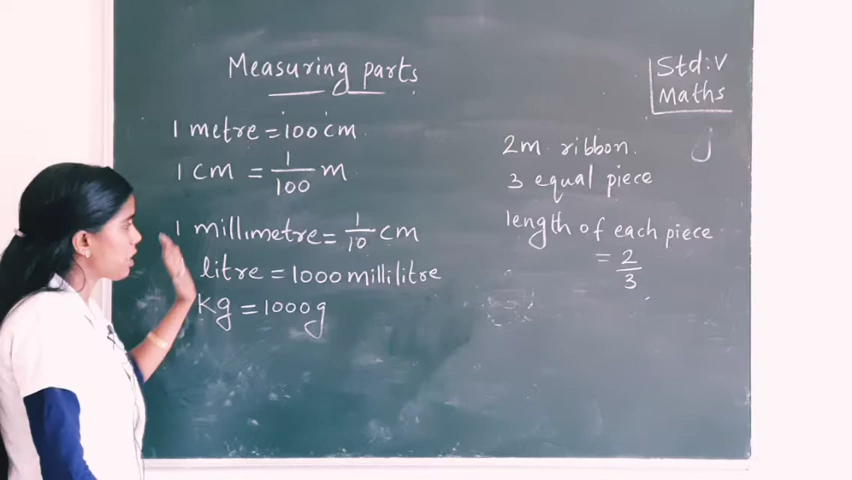 Measuring parts
1 metre = 100 cm
1 cm = 1/100 m
1 millimetre = 1/10 cm
litre = 1000 millilitre
Kg = 1000g
Std: V
Maths
2m ribbon.
3 equal piece
length of each piece
= 2/3